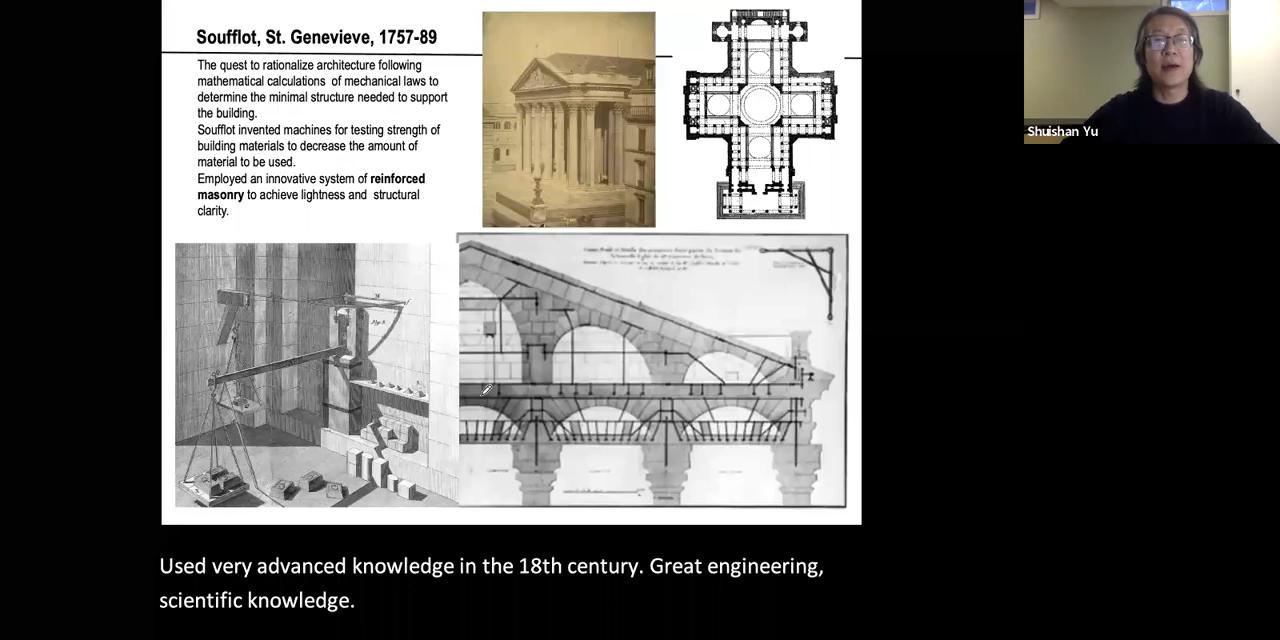 Soufflot, St. Genevieve, 1757-89
The quest to rationalize architecture following
mathematical calculations of mechanical laws to
determine the minimal structure needed to support
the building.
Soufflot invented machines for testing strength of
building materials to decrease the amount of
material to be used.
Employed an innovative system of reinforced
masonry to achieve lightness and structural
clarity.
Shuishan Yu
Used very advanced knowledge in the 18th century. Great engineering,
scientific knowledge.